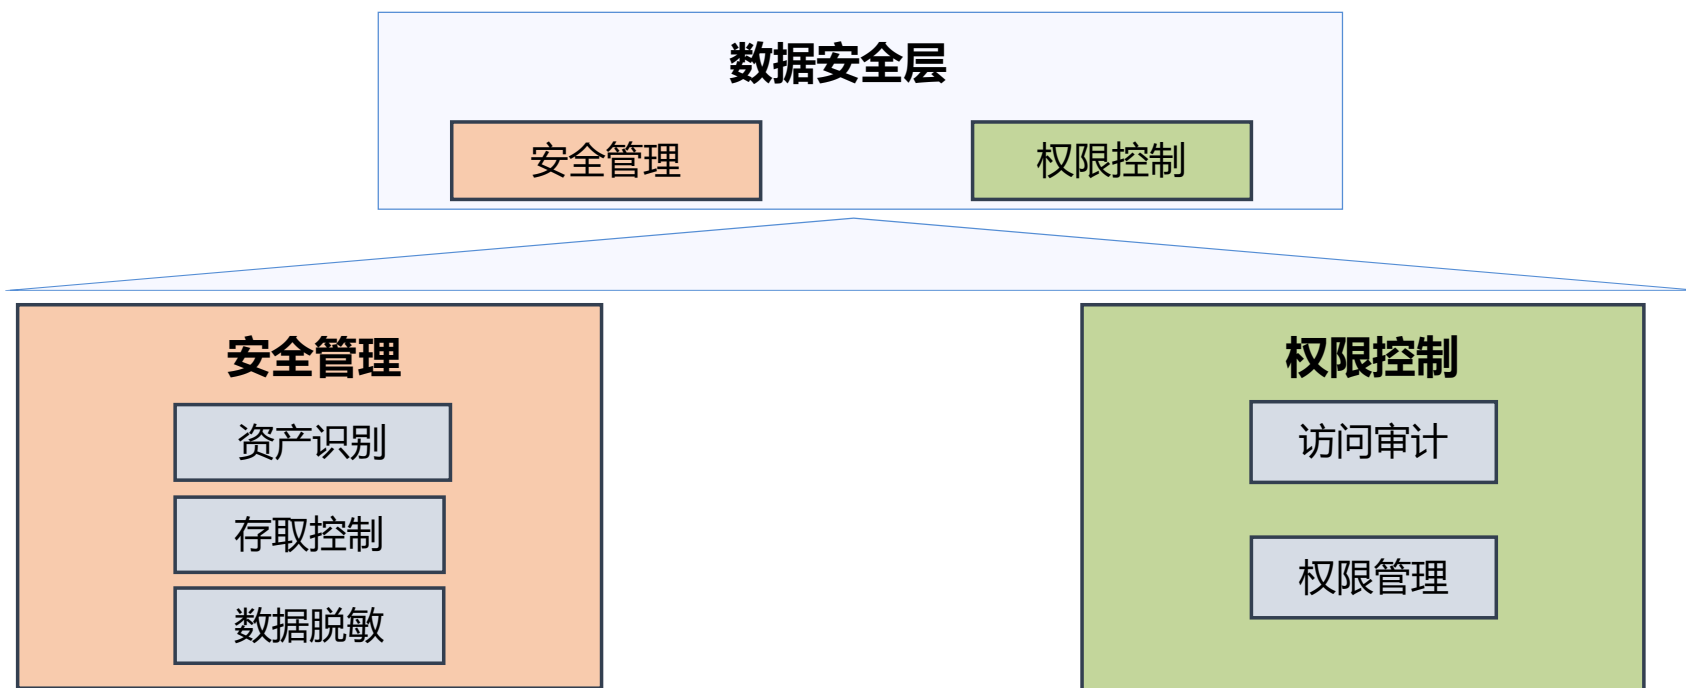 数据安全层
安全管理
权限控制
安全管理
资产识别
存取控制
数据脱敏
权限控制
访问审计
权限管理